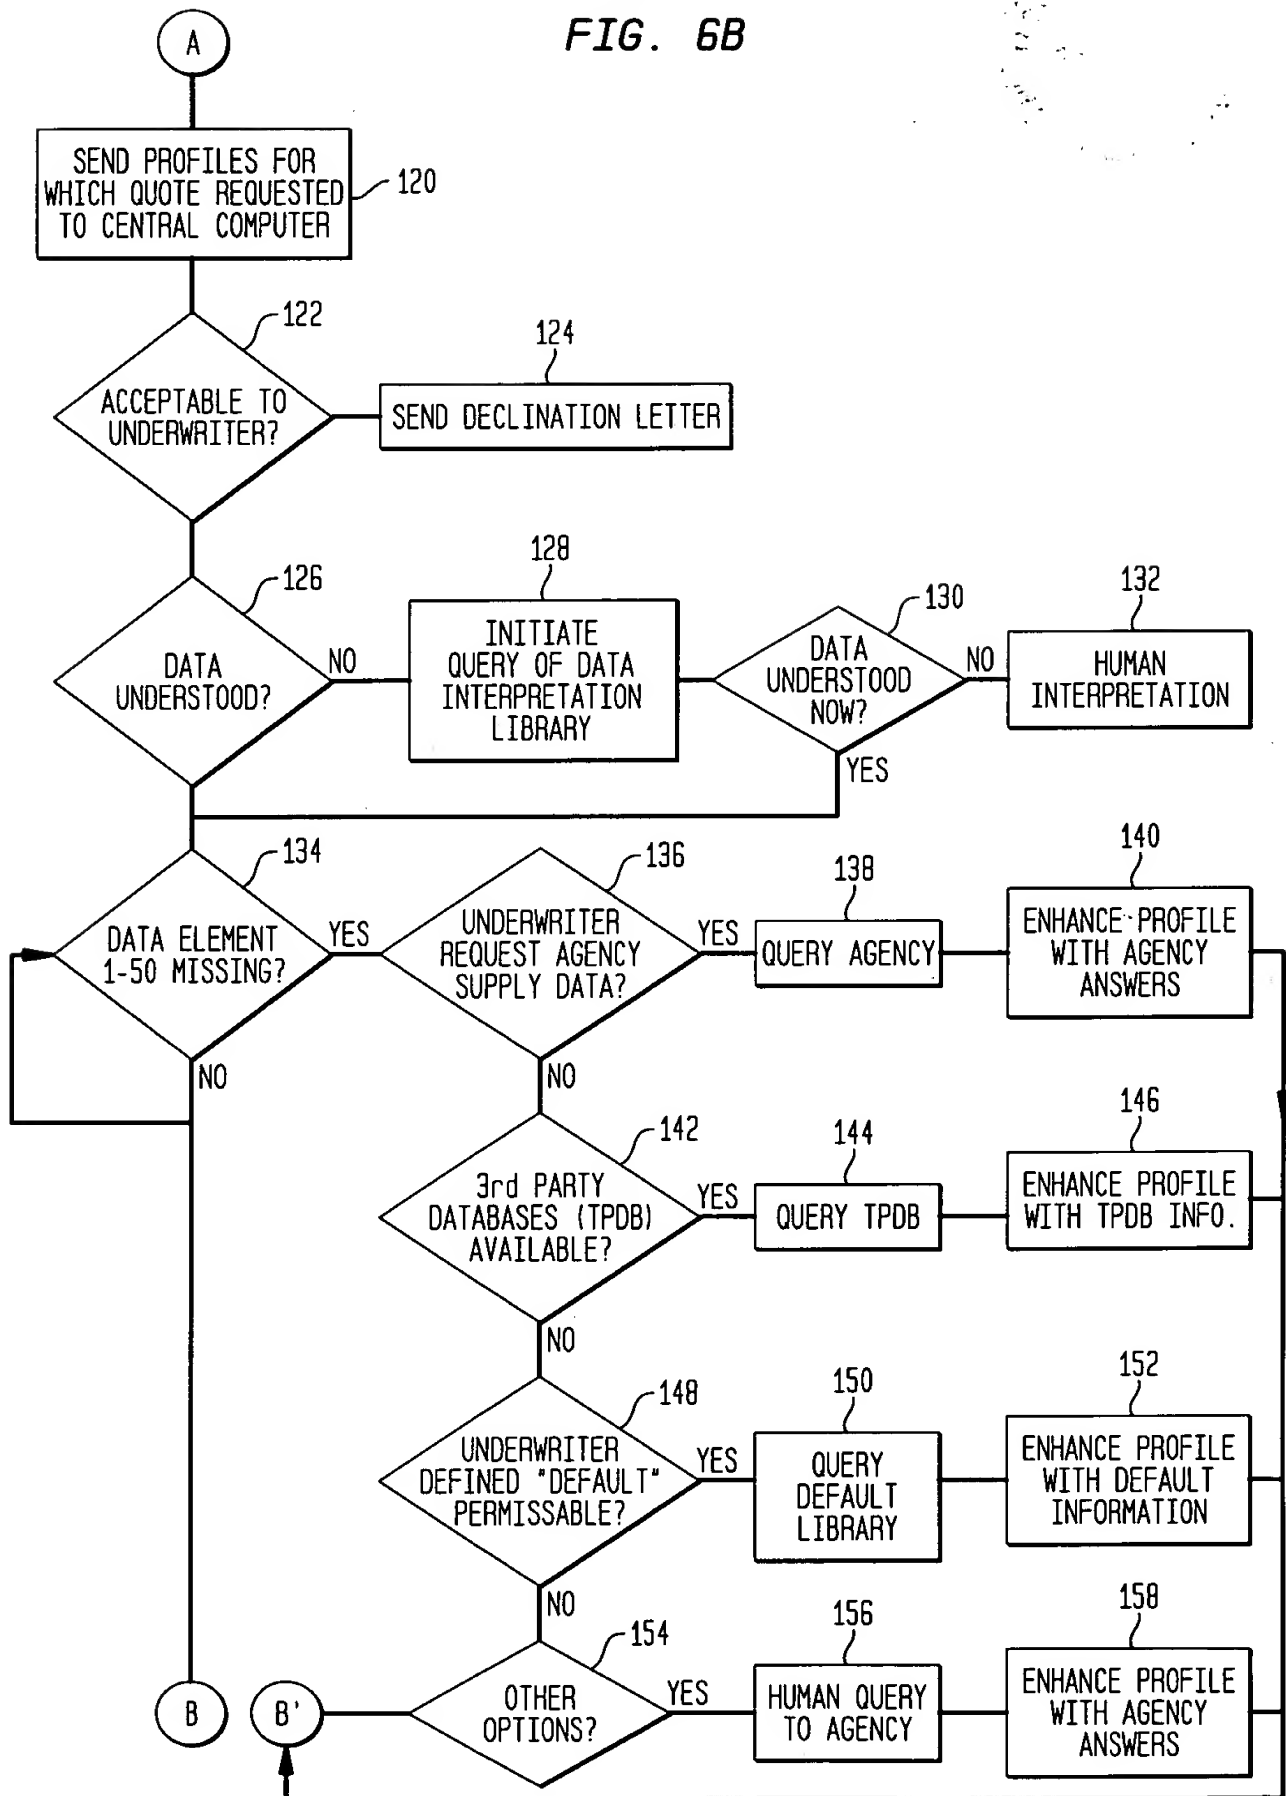 FIG. 6B
A
SEND PROFILES FOR
WHICH QUOTE REQUESTED
TO CENTRAL COMPUTER
120
122
ACCEPTABLE TO
UNDERWRITER?
124
SEND DECLINATION LETTER
126
DATA
UNDERSTOOD?
NO
128
INITIATE
QUERY OF DATA
INTERPRETATION
LIBRARY
130
DATA
UNDERSTOOD
NOW?
NO
YES
132
HUMAN
INTERPRETATION
134
DATA ELEMENT
1-50 MISSING?
YES
NO
136
UNDERWRITER
REQUEST AGENCY
SUPPLY DATA?
YES
NO
138
QUERY AGENCY
140
ENHANCE PROFILE
WITH AGENCY
ANSWERS
142
3rd PARTY
DATABASES (TPDB)
AVAILABLE?
YES
NO
144
QUERY TPDB
146
ENHANCE PROFILE
WITH TPDB INFO.
148
UNDERWRITER
DEFINED "DEFAULT"
PERMISSABLE?
YES
NO
150
QUERY
DEFAULT
LIBRARY
152
ENHANCE PROFILE
WITH DEFAULT
INFORMATION
154
OTHER
OPTIONS?
YES
156
HUMAN QUERY
TO AGENCY
158
ENHANCE PROFILE
WITH AGENCY
ANSWERS
B
B'